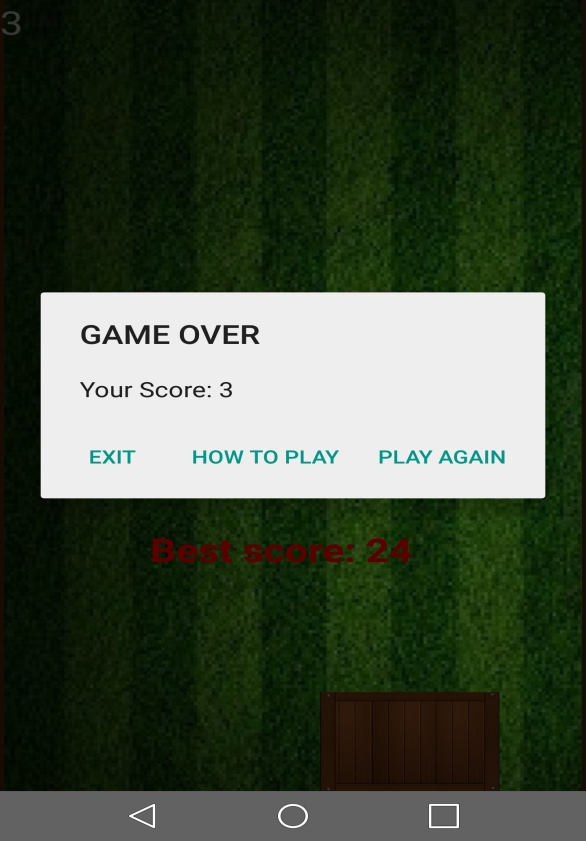 3
GAME OVER
Your Score: 3
EXIT HOW TO PLAY PLAY AGAIN
Best score: 24